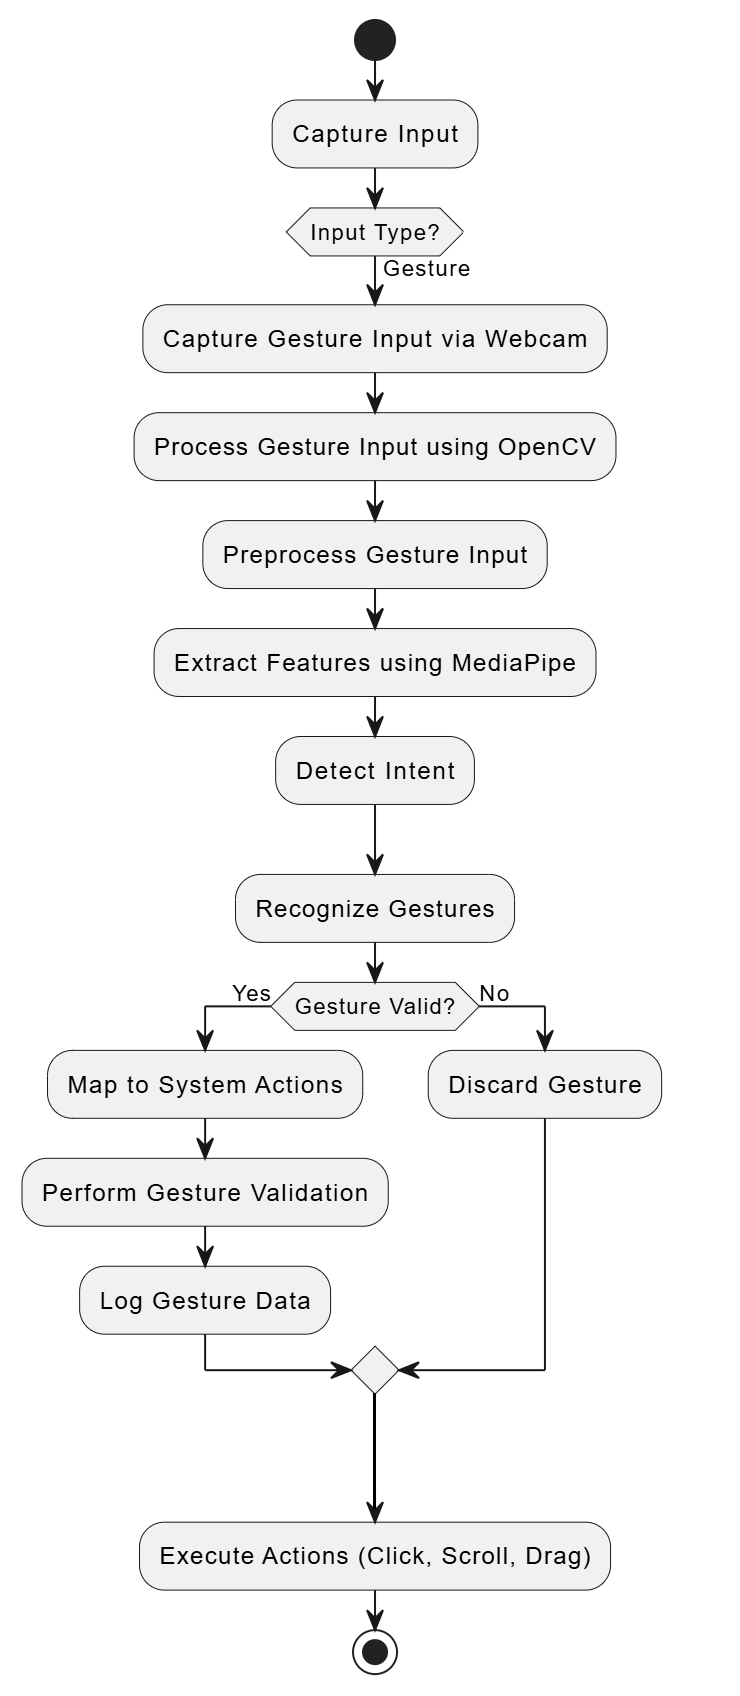 Capture Input
Input Type?
Gesture
Capture Gesture Input via Webcam
Process Gesture Input using OpenCV
Preprocess Gesture Input
Extract Features using MediaPipe
Detect Intent
Recognize Gestures
Yes
Gesture Valid?
No
Map to System Actions
Discard Gesture
Perform Gesture Validation
Log Gesture Data
Execute Actions (Click, Scroll, Drag)